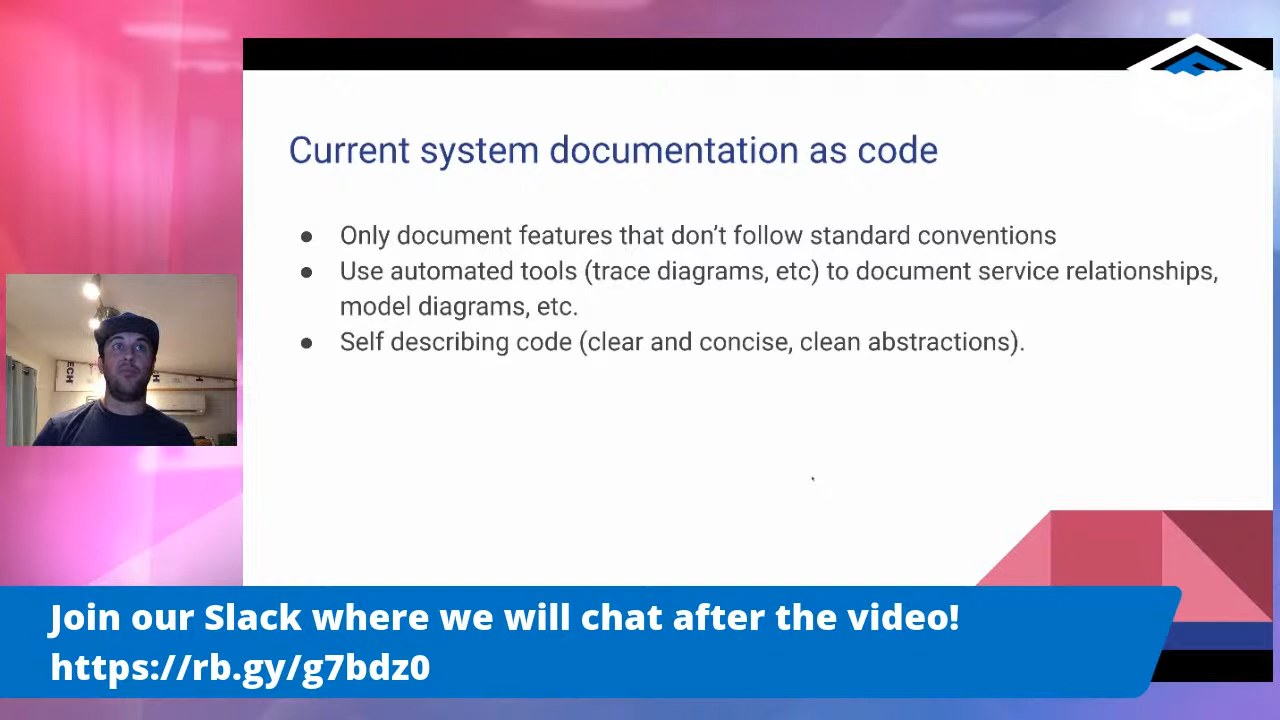 Current system documentation as code
● Only document features that don't follow standard conventions
● Use automated tools (trace diagrams, etc) to document service relationships,
model diagrams, etc.
● Self describing code (clear and concise, clean abstractions).
ECH
ECH
H
Join our Slack where we will chat after the video!
https://rb.gy/g7bdz0